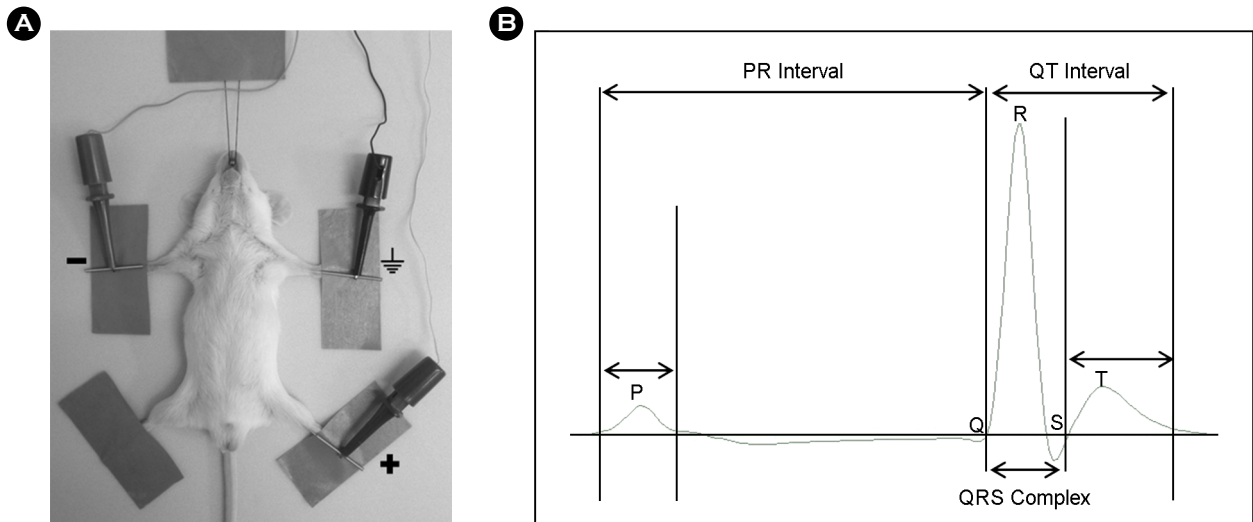 A
B
PR Interval
QT Interval
R
P
T
Q
S
QRS Complex